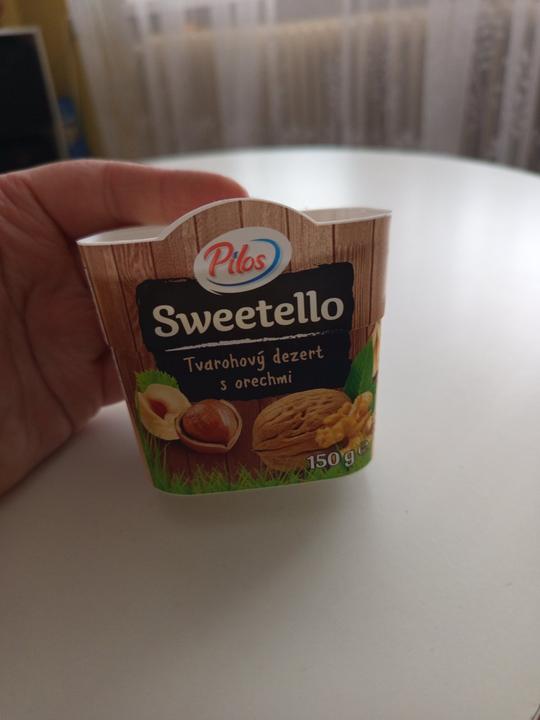 Pilos
Sweetello
Tvarohový dezert
s orechmi
150 g ℮